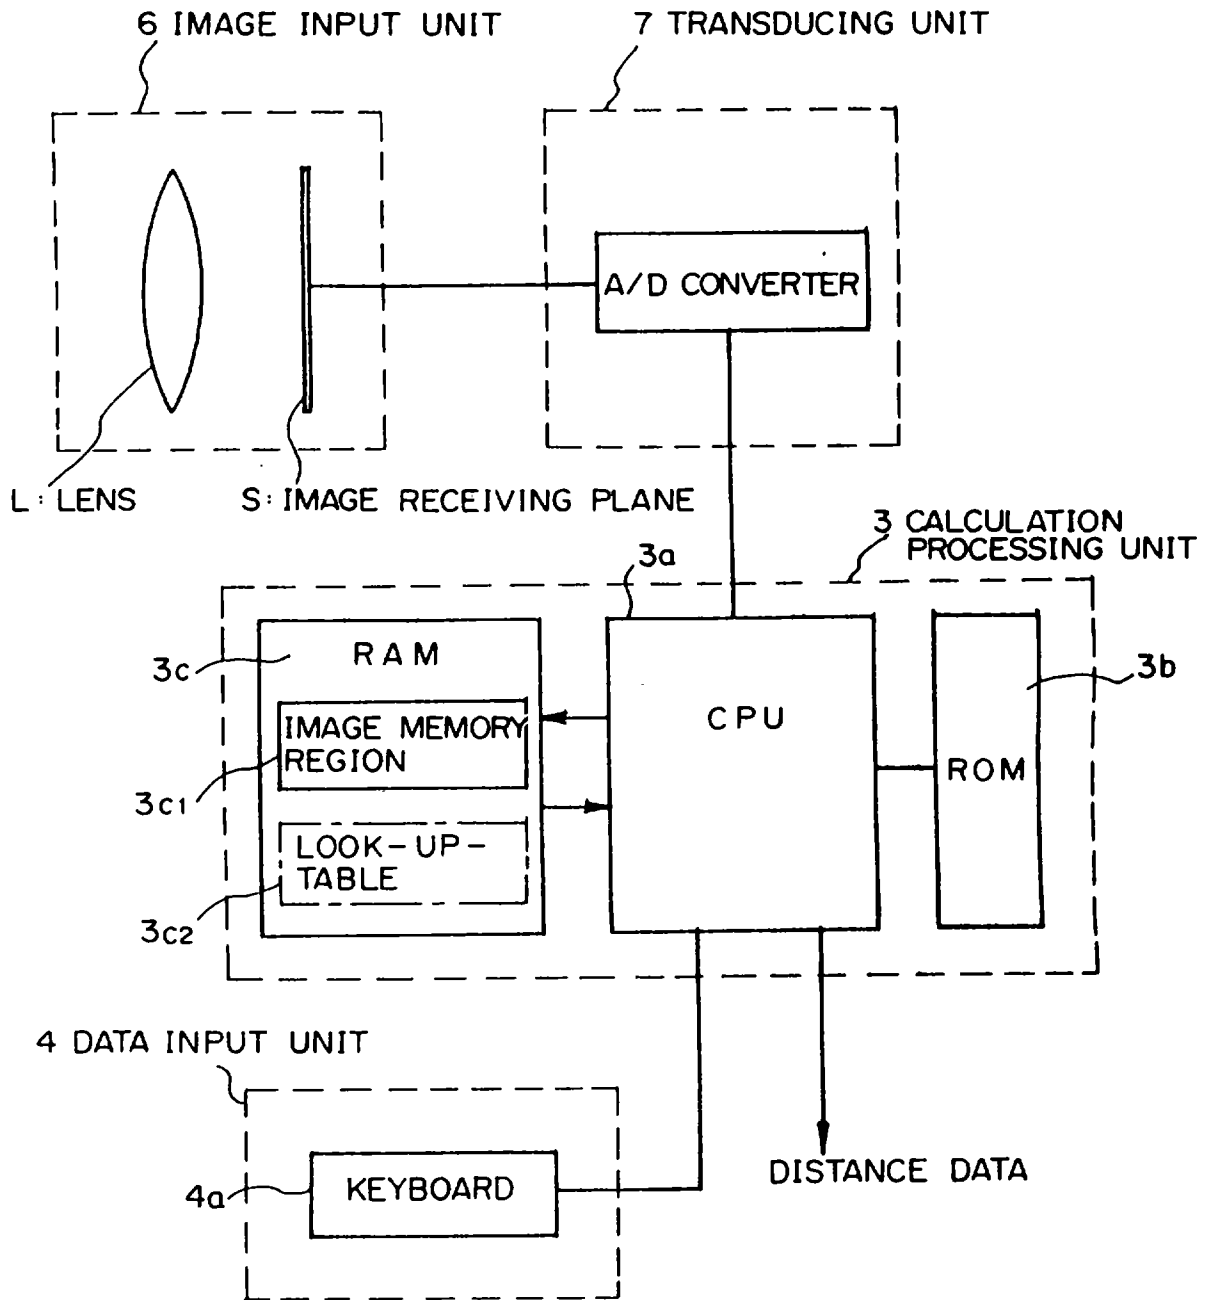 6 IMAGE INPUT UNIT
7 TRANSDUCING UNIT
A/D CONVERTER
L: LENS
S: IMAGE RECEIVING PLANE
3 CALCULATION
PROCESSING UNIT
3a
3c
RAM
3b
IMAGE MEMORY
REGION
CPU
ROM
3c1
LOOK-UP-
TABLE
3c2
4 DATA INPUT UNIT
DISTANCE DATA
4a
KEYBOARD